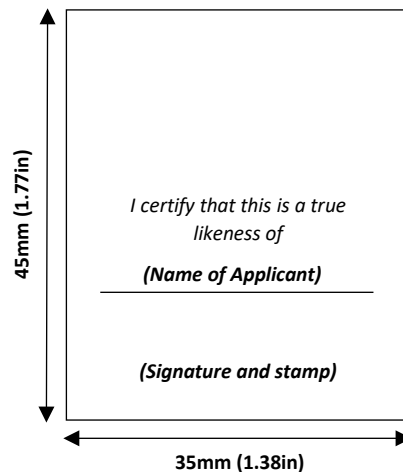 45mm (1.77in)
I certify that this is a true
likeness of
(Name of Applicant)
(Signature and stamp)
35mm (1.38in)